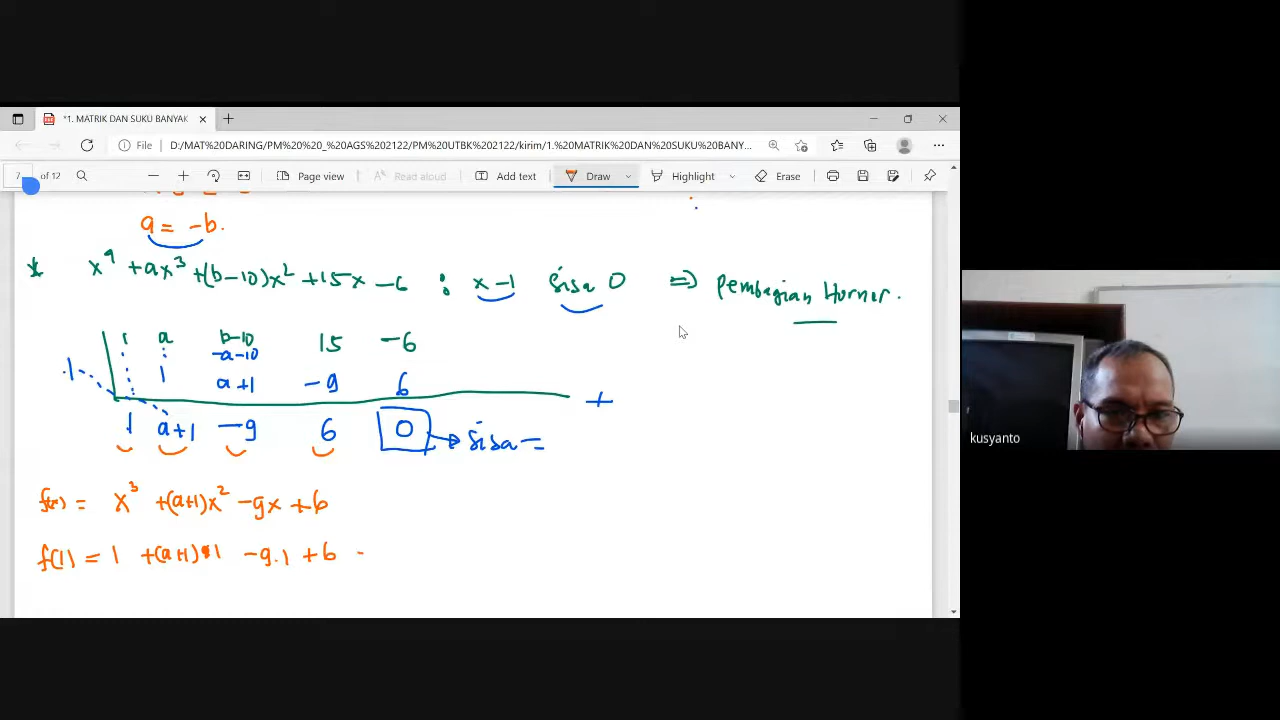 *1. MATRIK DAN SUKU BANYAK
File D:/MAT%20DARING/PM%20%20_%20AGS%202122/PM%20UTBK%202122/kirim/1.%20MATRIK%20DAN%20SUKU%20BANY...
7 of 12 Page view Read aloud Add text Draw Highlight Erase
a = -b.
* x⁴ + ax³ + (b-10)x² + 15x - 6 : x - 1 sisa 0 ⇒ pembagian Horner.
1 a b-10 15 -6
-a-10
1 1 a+1 -9 6
+
1 a+1 -9 6 0 → sisa =
f(x) = x³ + (a+1)x² - 9x + 6
f(1) = 1 + (a+1)·1 - 9.1 + 6 -
kusyanto